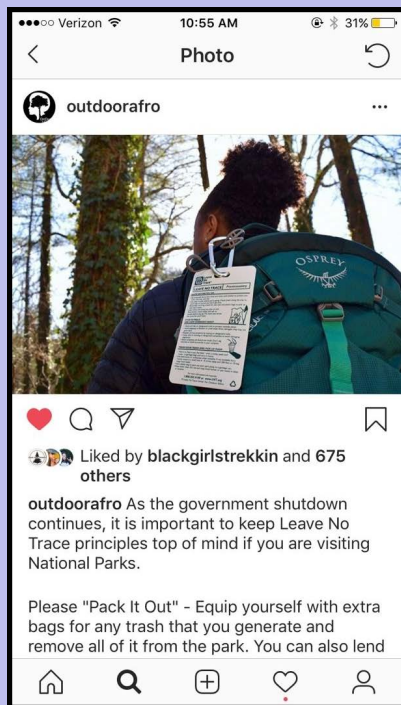 Verizon 10:55 AM 31%
Photo
outdoorafro
OSPREY
LEAVE NO TRACE
Liked by blackgirlstrekkin and 675
others
outdoorafro As the government shutdown
continues, it is important to keep Leave No
Trace principles top of mind if you are visiting
National Parks.
Please "Pack It Out" - Equip yourself with extra
bags for any trash that you generate and
remove all of it from the park. You can also lend